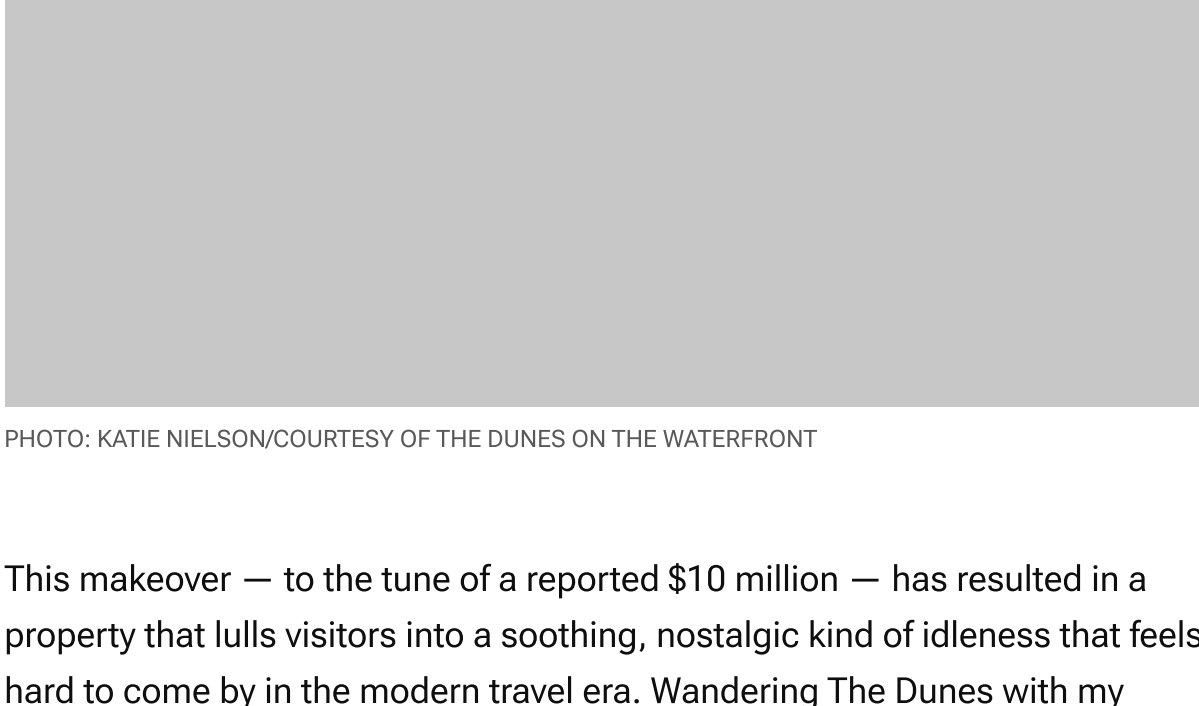 PHOTO: KATIE NIELSON/COURTESY OF THE DUNES ON THE WATERFRONT
This makeover — to the tune of a reported $10 million — has resulted in a
property that lulls visitors into a soothing, nostalgic kind of idleness that feels
hard to come by in the modern travel era. Wandering The Dunes with my